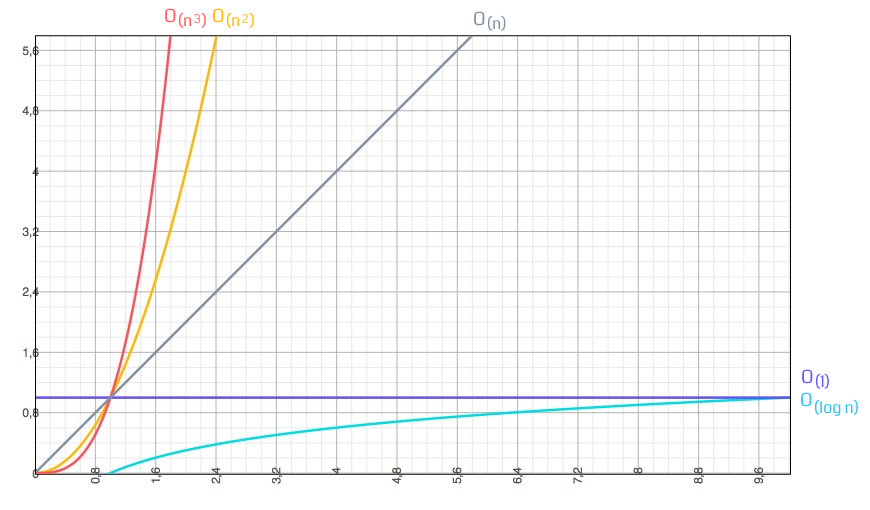 O(n3) O(n2)
O(n)
5,6
4,8
4
3,2
2,4
1,6
0,8
0
O(1)
O(log n)
0,8 1,6 2,4 3,2 4 4,8 5,6 6,4 7,2 8 8,8 9,6